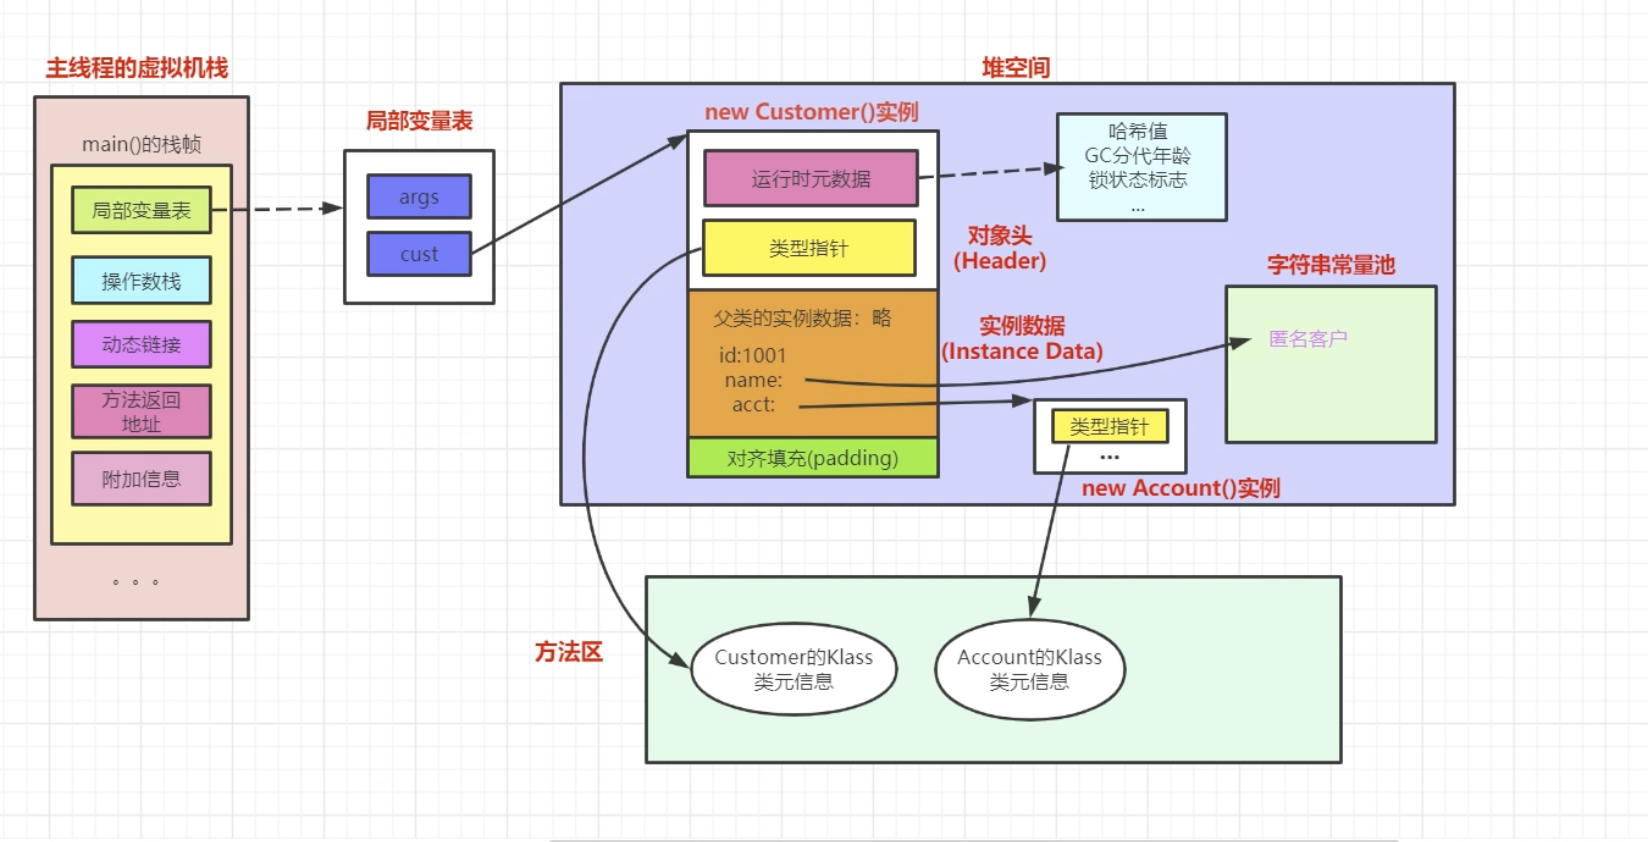 主线程的虚拟机栈
main()的栈帧
局部变量表
操作数栈
动态链接
方法返回
地址
附加信息
。。。
局部变量表
args
cust
堆空间
new Customer()实例
运行时元数据
类型指针
对象头
(Header)
父类的实例数据：略
id:1001
name:
acct:
实例数据
(Instance Data)
对齐填充(padding)
哈希值
GC分代年龄
锁状态标志
...
字符串常量池
匿名客户
类型指针
...
new Account()实例
方法区
Customer的Klass
类元信息
Account的Klass
类元信息